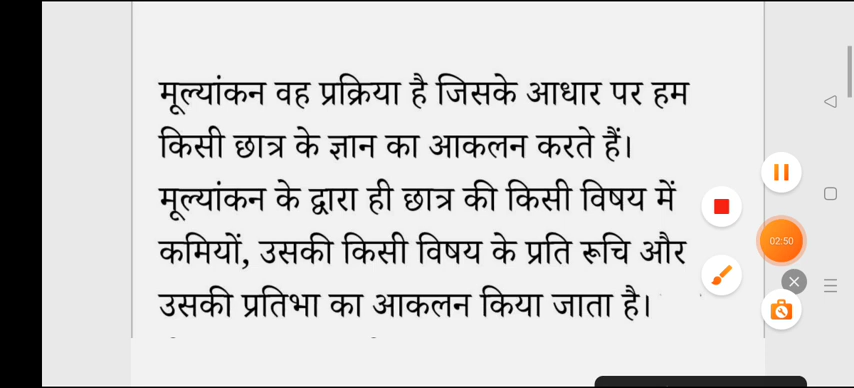 मूल्यांकन वह प्रक्रिया है जिसके आधार पर हम
किसी छात्र के ज्ञान का आकलन करते हैं।
मूल्यांकन के द्वारा ही छात्र की किसी विषय में
कमियों, उसकी किसी विषय के प्रति रूचि और
उसकी प्रतिभा का आकलन किया जाता है।
02:50